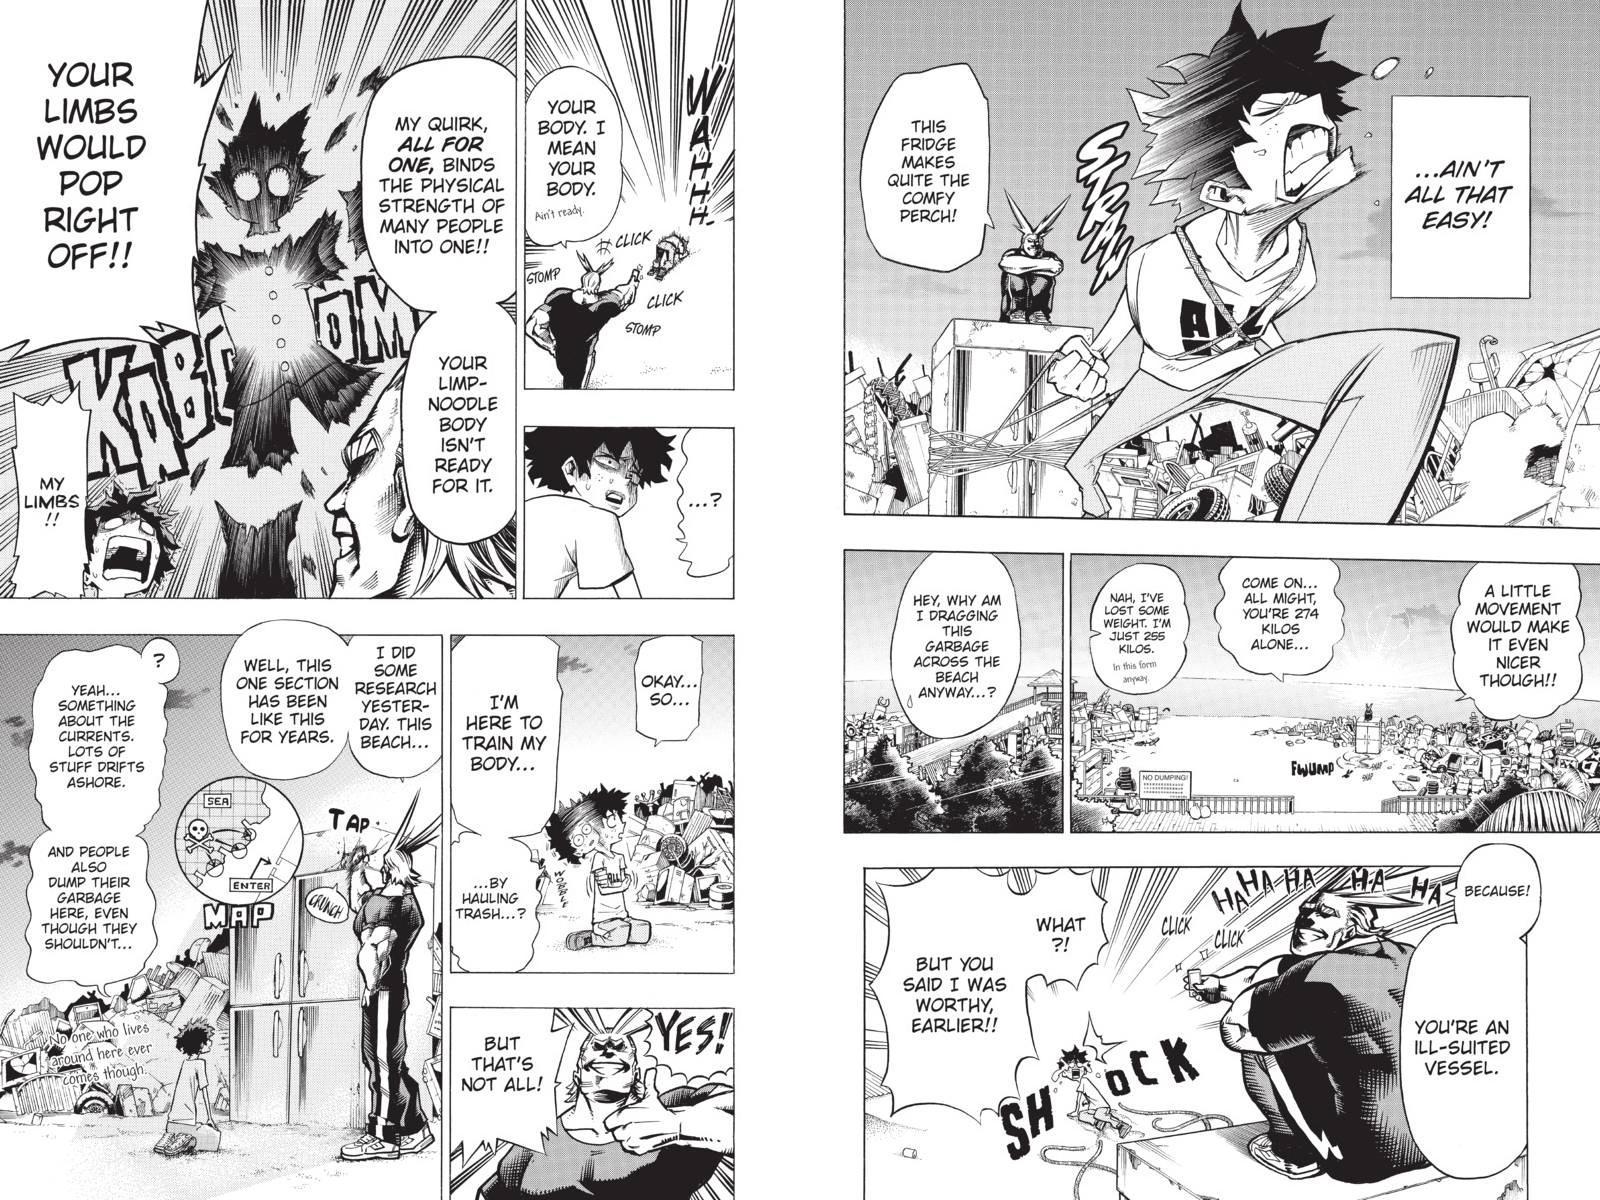 ...AIN'T
ALL THAT
EASY!
STRAIN
THIS
FRIDGE
MAKES
QUITE THE
COMFY
PERCH!
A LITTLE
MOVEMENT
WOULD MAKE
IT EVEN
NICER
THOUGH!!
COME ON...
ALL MIGHT,
YOU'RE 274
KILOS
ALONE...
NAH, I'VE
LOST SOME
WEIGHT. I'M
JUST 255
KILOS.
In this form
anyway.
FWUMP
NO DUMPING!
HEY, WHY AM
I DRAGGING
THIS
GARBAGE
ACROSS THE
BEACH
ANYWAY...?
BECAUSE!
YOU'RE AN
ILL-SUITED
VESSEL.
HA HA HA HA HA HA
CLICK
CLICK
WHAT
?!
BUT YOU
SAID I WAS
WORTHY,
EARLIER!!
SHOCK
WAHHH.
YOUR
BODY. I
MEAN
YOUR
BODY.
Ain't ready.
CLICK
STOMP
CLICK
STOMP
...?
MY QUIRK,
ALL FOR
ONE, BINDS
THE PHYSICAL
STRENGTH OF
MANY PEOPLE
INTO ONE!!
YOUR
LIMP-
NOODLE
BODY
ISN'T
READY
FOR IT.
YOUR
LIMBS
WOULD
POP
RIGHT
OFF!!
KABOOM
MY
LIMBS
!!
OKAY...
SO...
I'M
HERE TO
TRAIN MY
BODY...
...BY
HAULING
TRASH...?
WOBBLE
YES!
BUT
THAT'S
NOT ALL!
I DID
SOME
RESEARCH
YESTER-
DAY. THIS
BEACH...
WELL, THIS
ONE SECTION
HAS BEEN
LIKE THIS
FOR YEARS.
TAP
CRUNCH
SEA
ENTER
MAP
?
YEAH...
SOMETHING
ABOUT THE
CURRENTS.
LOTS OF
STUFF DRIFTS
ASHORE.
AND PEOPLE
ALSO
DUMP THEIR
GARBAGE
HERE, EVEN
THOUGH THEY
SHOULDN'T...
No one who lives
around here ever
comes though.